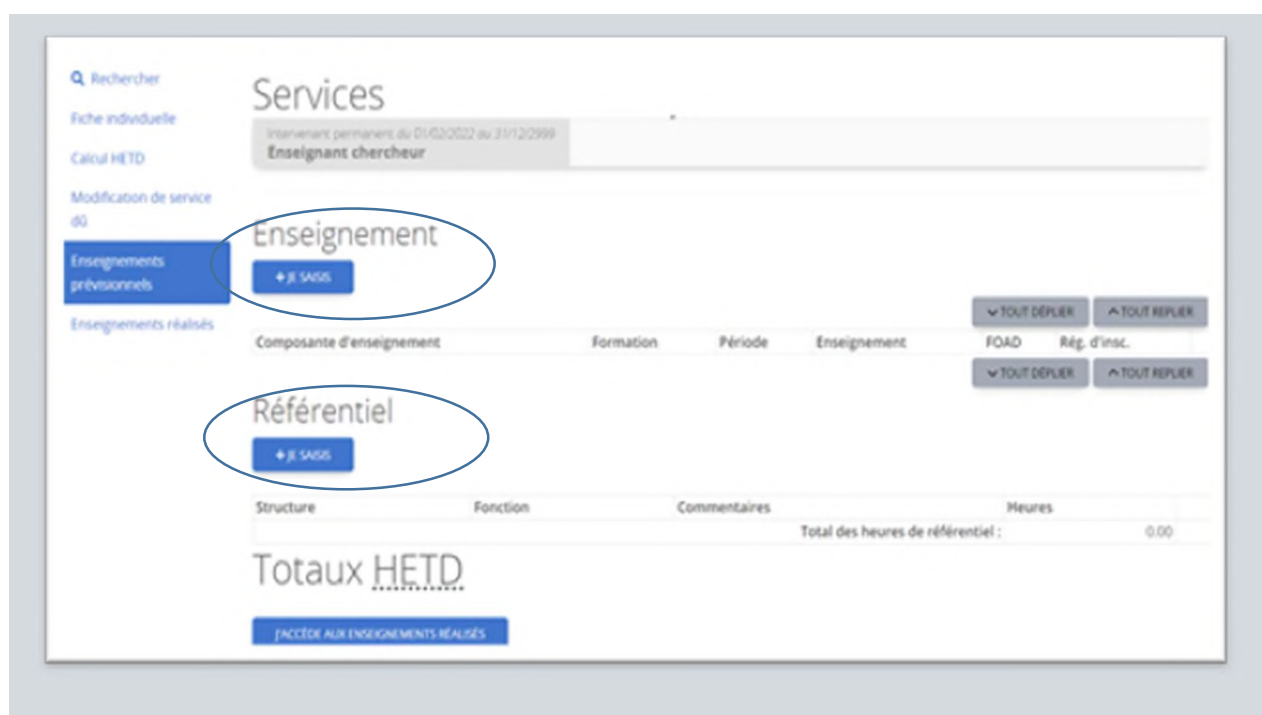 Rechercher
Fiche individuelle
Calcul HETD
Modification de service
dû
Enseignements
prévisionnels
Enseignements réalisés
Services
Intervenant permanent du 01/02/2022 au 31/12/2999
Enseignant chercheur
Enseignement
+ JE SAISIS
TOUT DÉPLIER TOUT REPLIER
Composante d'enseignement Formation Période Enseignement FOAD Rég. d'insc.
TOUT DÉPLIER TOUT REPLIER
Référentiel
+ JE SAISIS
Structure Fonction Commentaires Heures
Total des heures de référentiel : 0.00
Totaux HETD
J'ACCÈDE AUX ENSEIGNEMENTS RÉALISÉS